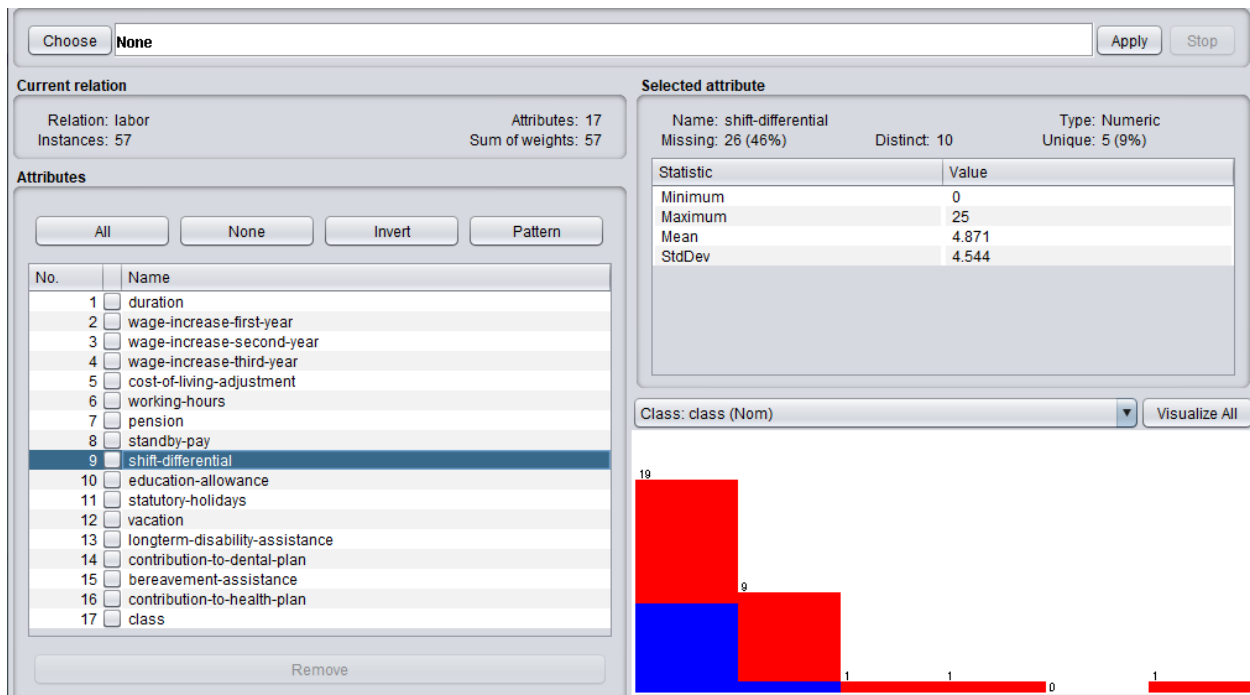 Choose None Apply Stop
Current relation
Relation: labor Attributes: 17
Instances: 57 Sum of weights: 57
Selected attribute
Name: shift-differential Type: Numeric
Missing: 26 (46%) Distinct: 10 Unique: 5 (9%)
Statistic Value
Minimum 0
Maximum 25
Mean 4.871
StdDev 4.544
Attributes
All None Invert Pattern
No. Name
1 duration
2 wage-increase-first-year
3 wage-increase-second-year
4 wage-increase-third-year
5 cost-of-living-adjustment
6 working-hours
7 pension
8 standby-pay
9 shift-differential
10 education-allowance
11 statutory-holidays
12 vacation
13 longterm-disability-assistance
14 contribution-to-dental-plan
15 bereavement-assistance
16 contribution-to-health-plan
17 class
Remove
Class: class (Nom) Visualize All
19
9
1 1 0 1